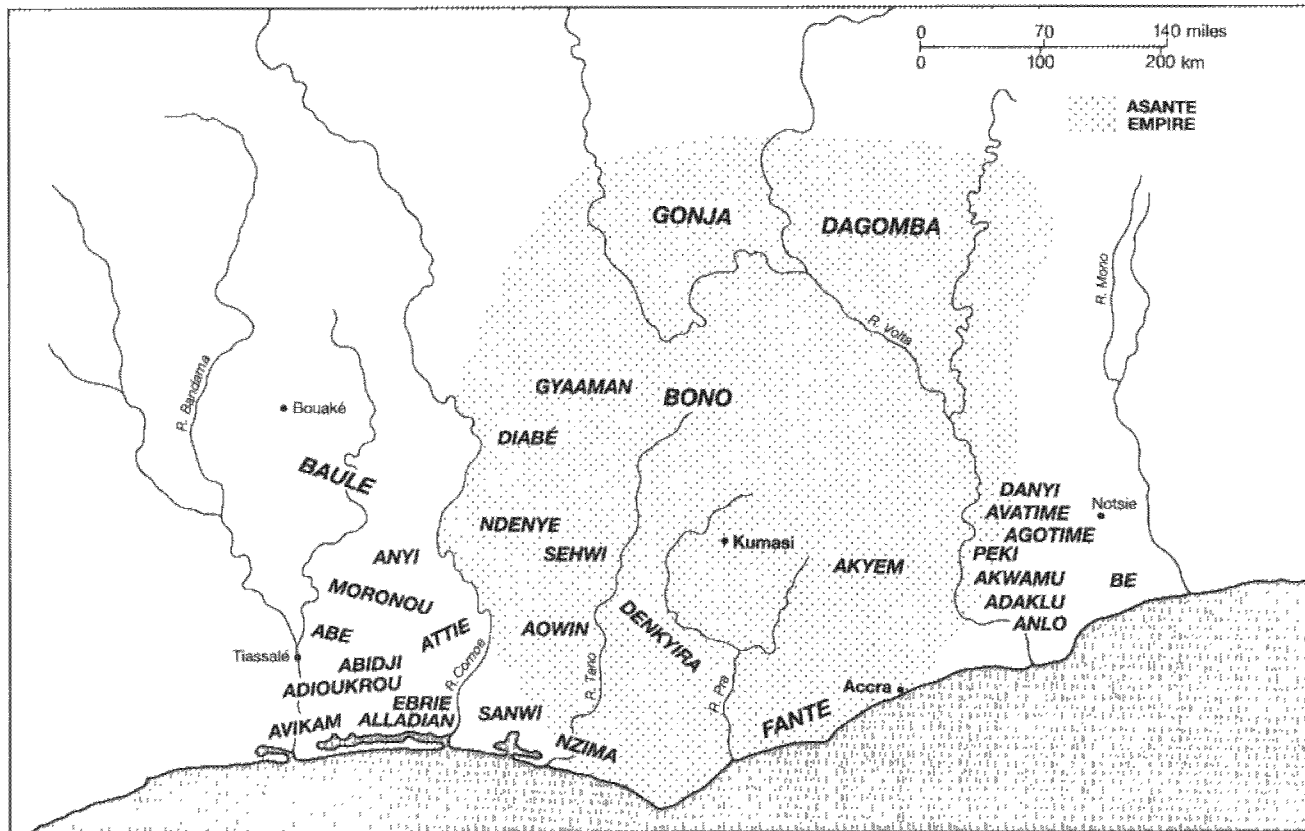 0 70 140 miles
0 100 200 km
ASANTE
EMPIRE
GONJA
DAGOMBA
R. Mono
R. Volta
R. Bandama
GYAAMAN
BONO
Bouaké
DIABÉ
BAULE
DANYI
Notsie
AVATIME
NDENYE
AGOTIME
Kumasi
SEHWI
PEKI
ANYI
AKYEM
AKWAMU
BE
MORONOU
ADAKLU
DENKYIRA
ANLO
ABE
ATTIE
AOWIN
Tiassalé
ABIDJI
R. Comoe
R. Tano
R. Pra
ADIOUKROU
Accra
EBRIE
SANWI
FANTE
AVIKAM
ALLADIAN
NZIMA